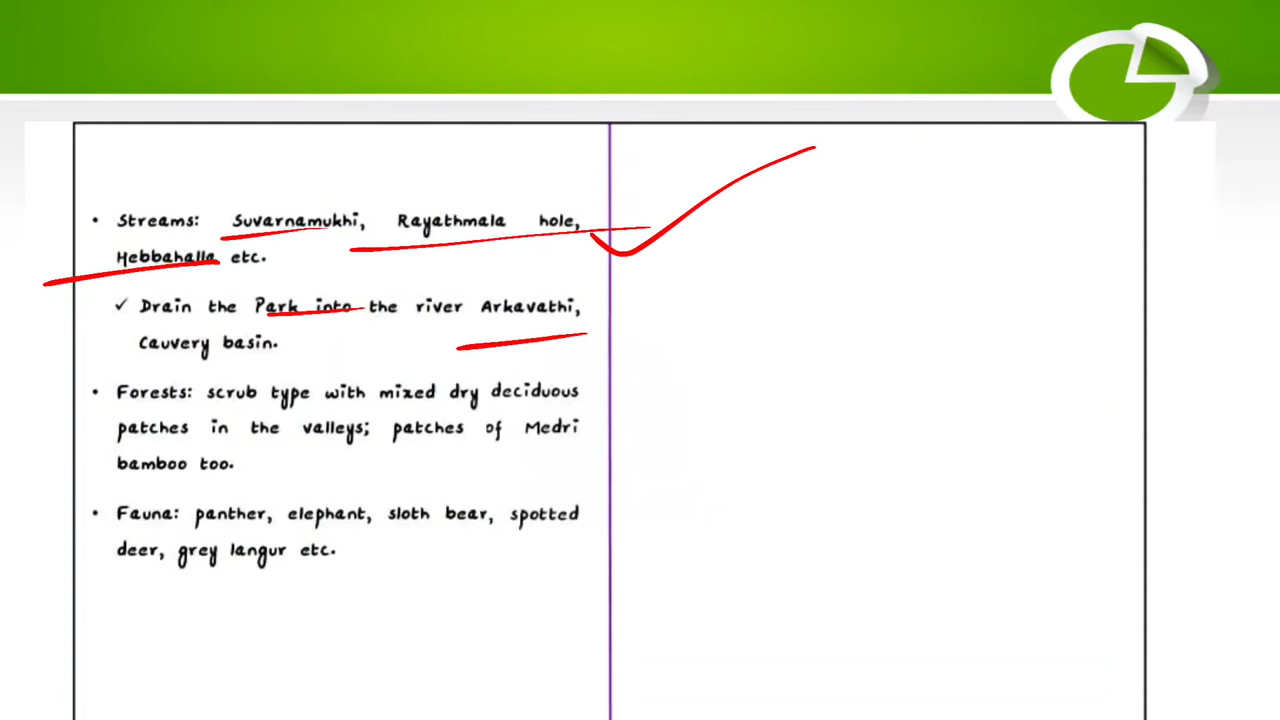 • Streams: Suvarnamukhi, Rayathmala hole,
Hebbahalla etc.
✓ Drain the Park into the river Arkavathi,
Cauvery basin.
• Forests: scrub type with mixed dry deciduous
patches in the valleys; patches of Medri
bamboo too.
• Fauna: panther, elephant, sloth bear, spotted
deer, grey langur etc.